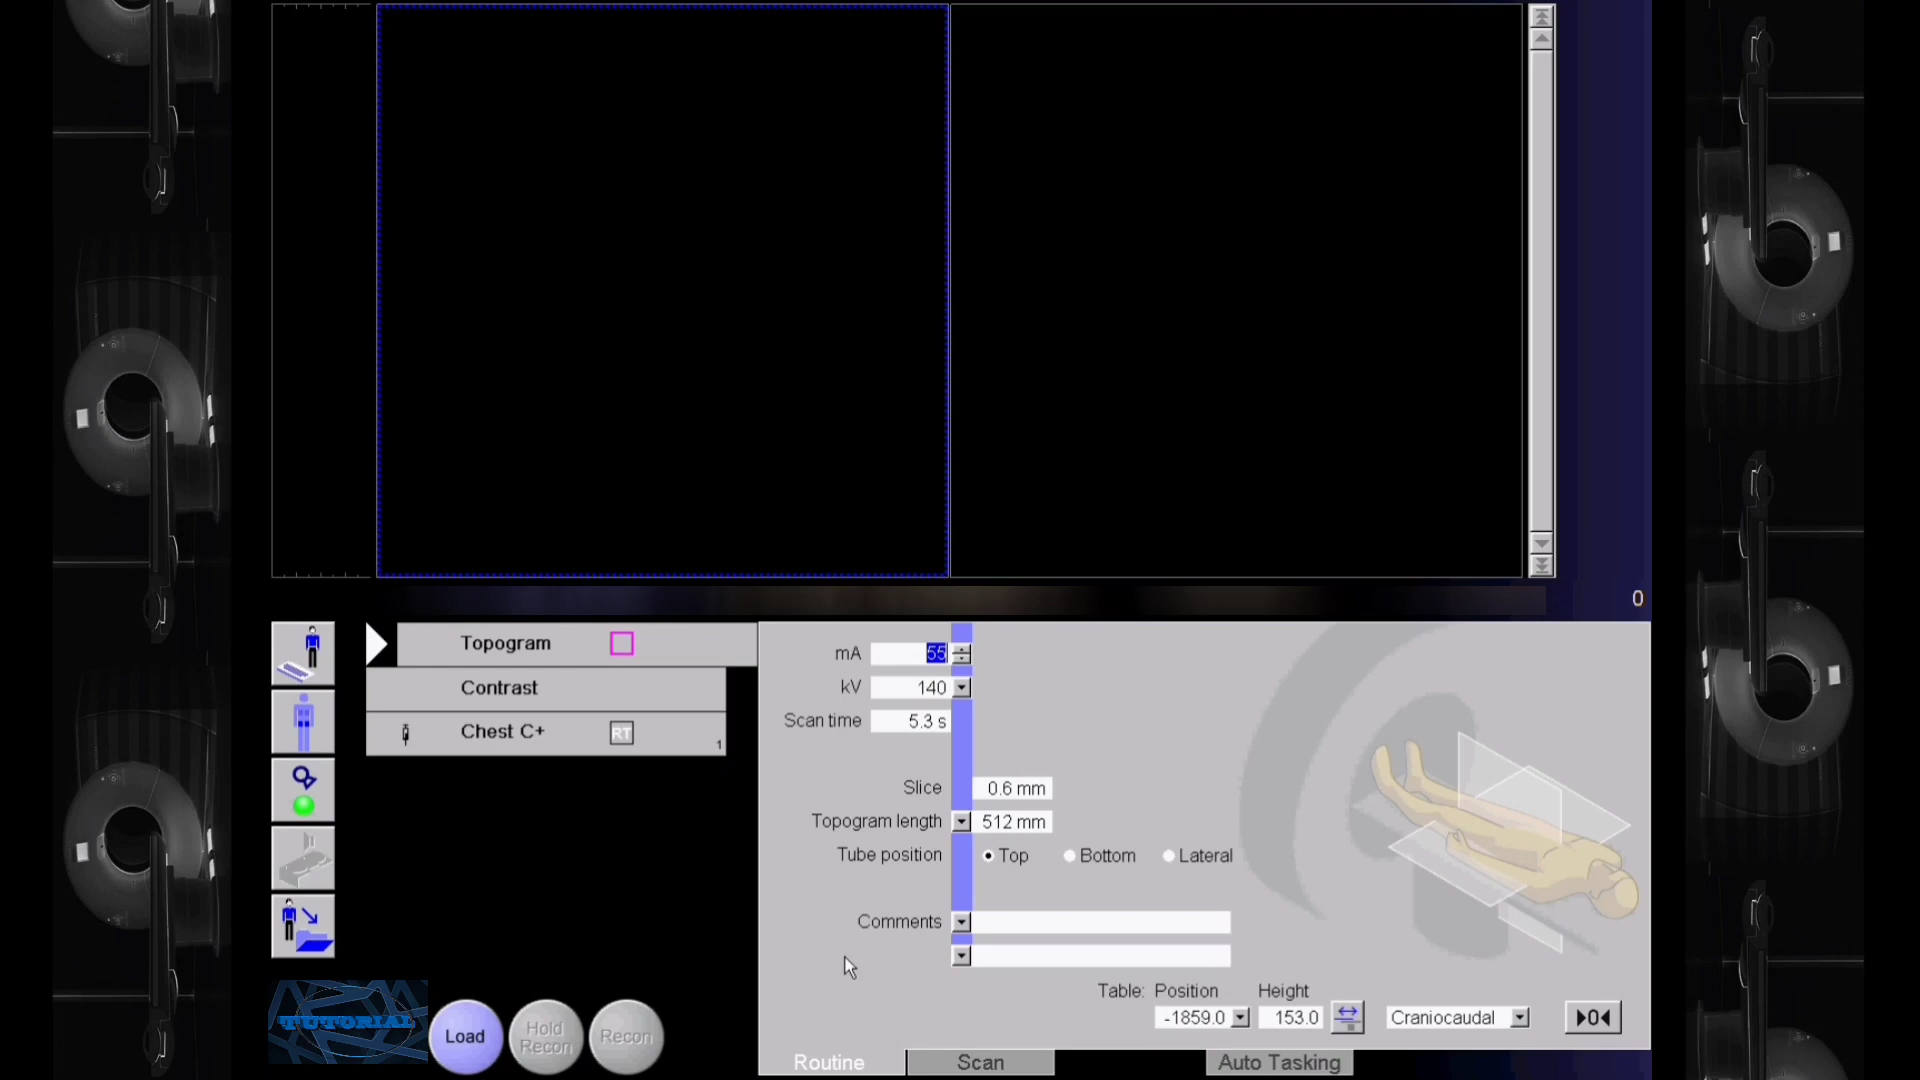 0
Topogram
Contrast
Chest C+
RT
1
mA 55
kV 140
Scan time 5.3 s
Slice 0.6 mm
Topogram length 512 mm
Tube position Top Bottom Lateral
Comments
Table: Position Height
-1859.0 153.0 Craniocaudal 0
TUTORIAL
Load
Hold
Recon
Recon
Routine
Scan
Auto Tasking